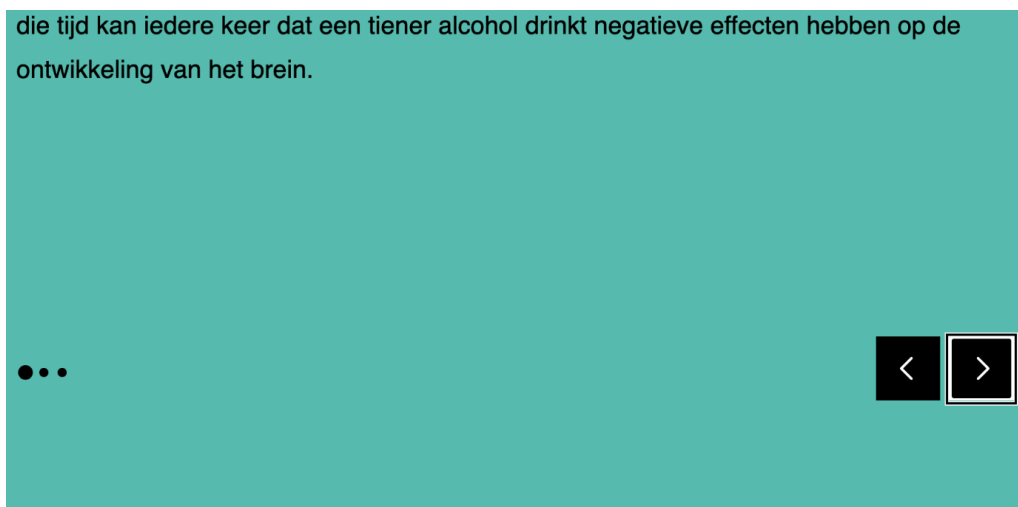 die tijd kan iedere keer dat een tiener alcohol drinkt negatieve effecten hebben op de
ontwikkeling van het brein.